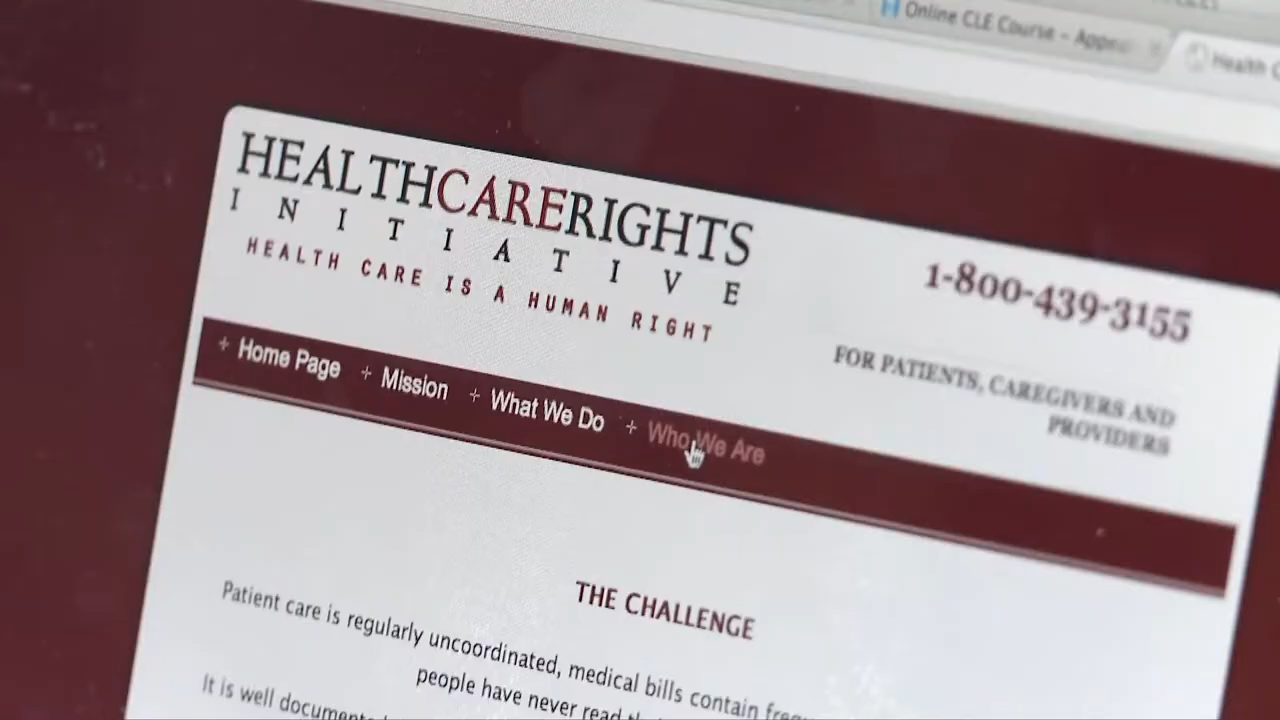 Online CLE Course - Appea
Health C
HEALTHCARERIGHTS
INITIATIVE
HEALTH CARE IS A HUMAN RIGHT
1-800-439-3155
FOR PATIENTS, CAREGIVERS AND
PROVIDERS
+ Home Page + Mission + What We Do + Who We Are
THE CHALLENGE
Patient care is regularly uncoordinated, medical bills contain
people have never read
It is well